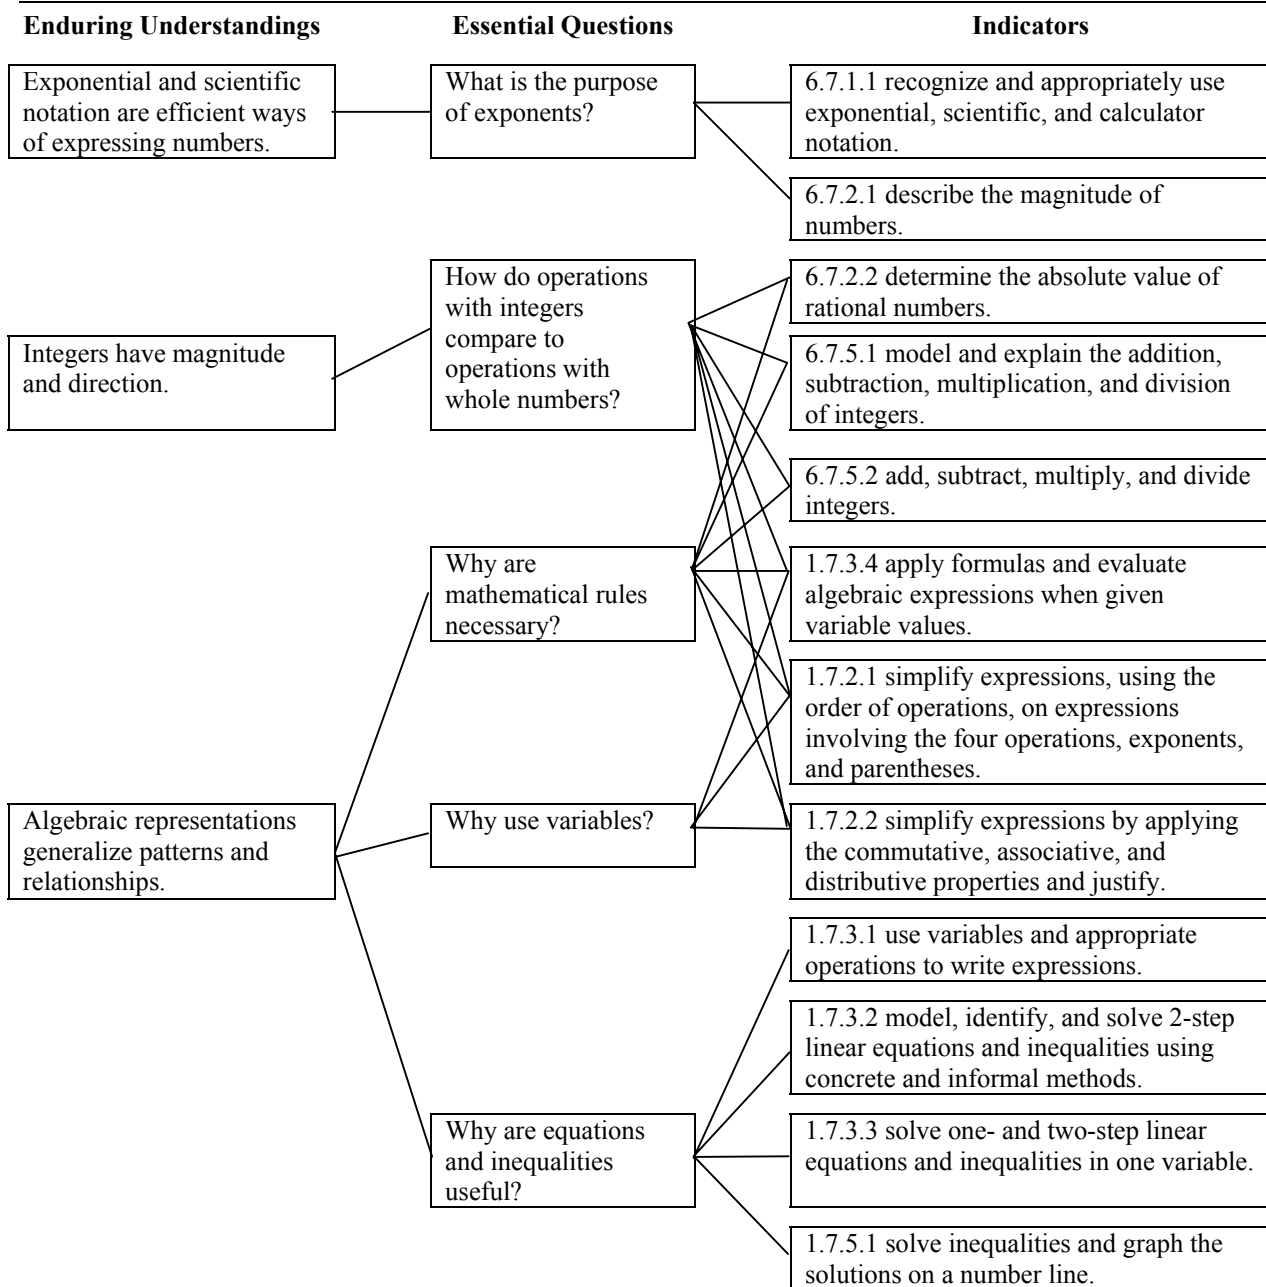 Enduring Understandings
Essential Questions
Indicators
Exponential and scientific
notation are efficient ways
of expressing numbers.
What is the purpose
of exponents?
6.7.1.1 recognize and appropriately use
exponential, scientific, and calculator
notation.
6.7.2.1 describe the magnitude of
numbers.
Integers have magnitude
and direction.
How do operations
with integers
compare to
operations with
whole numbers?
6.7.2.2 determine the absolute value of
rational numbers.
6.7.5.1 model and explain the addition,
subtraction, multiplication, and division
of integers.
6.7.5.2 add, subtract, multiply, and divide
integers.
Why are
mathematical rules
necessary?
1.7.3.4 apply formulas and evaluate
algebraic expressions when given
variable values.
1.7.2.1 simplify expressions, using the
order of operations, on expressions
involving the four operations, exponents,
and parentheses.
Algebraic representations
generalize patterns and
relationships.
Why use variables?
1.7.2.2 simplify expressions by applying
the commutative, associative, and
distributive properties and justify.
1.7.3.1 use variables and appropriate
operations to write expressions.
1.7.3.2 model, identify, and solve 2-step
linear equations and inequalities using
concrete and informal methods.
Why are equations
and inequalities
useful?
1.7.3.3 solve one- and two-step linear
equations and inequalities in one variable.
1.7.5.1 solve inequalities and graph the
solutions on a number line.